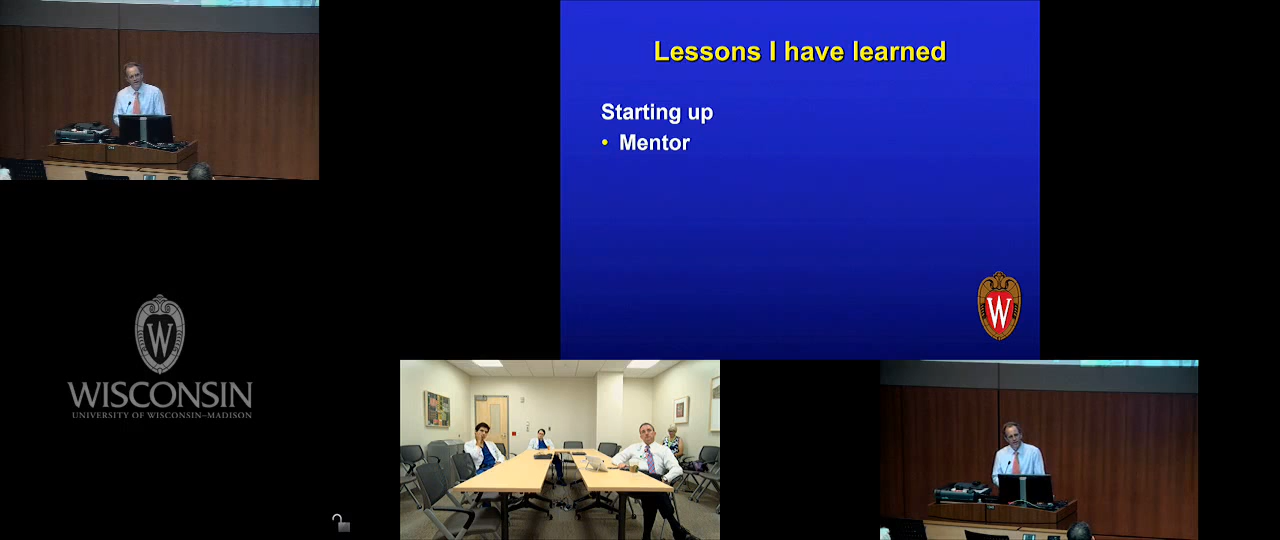 Lessons I have learned
Starting up
• Mentor
W
W
WISCONSIN
UNIVERSITY OF WISCONSIN–MADISON